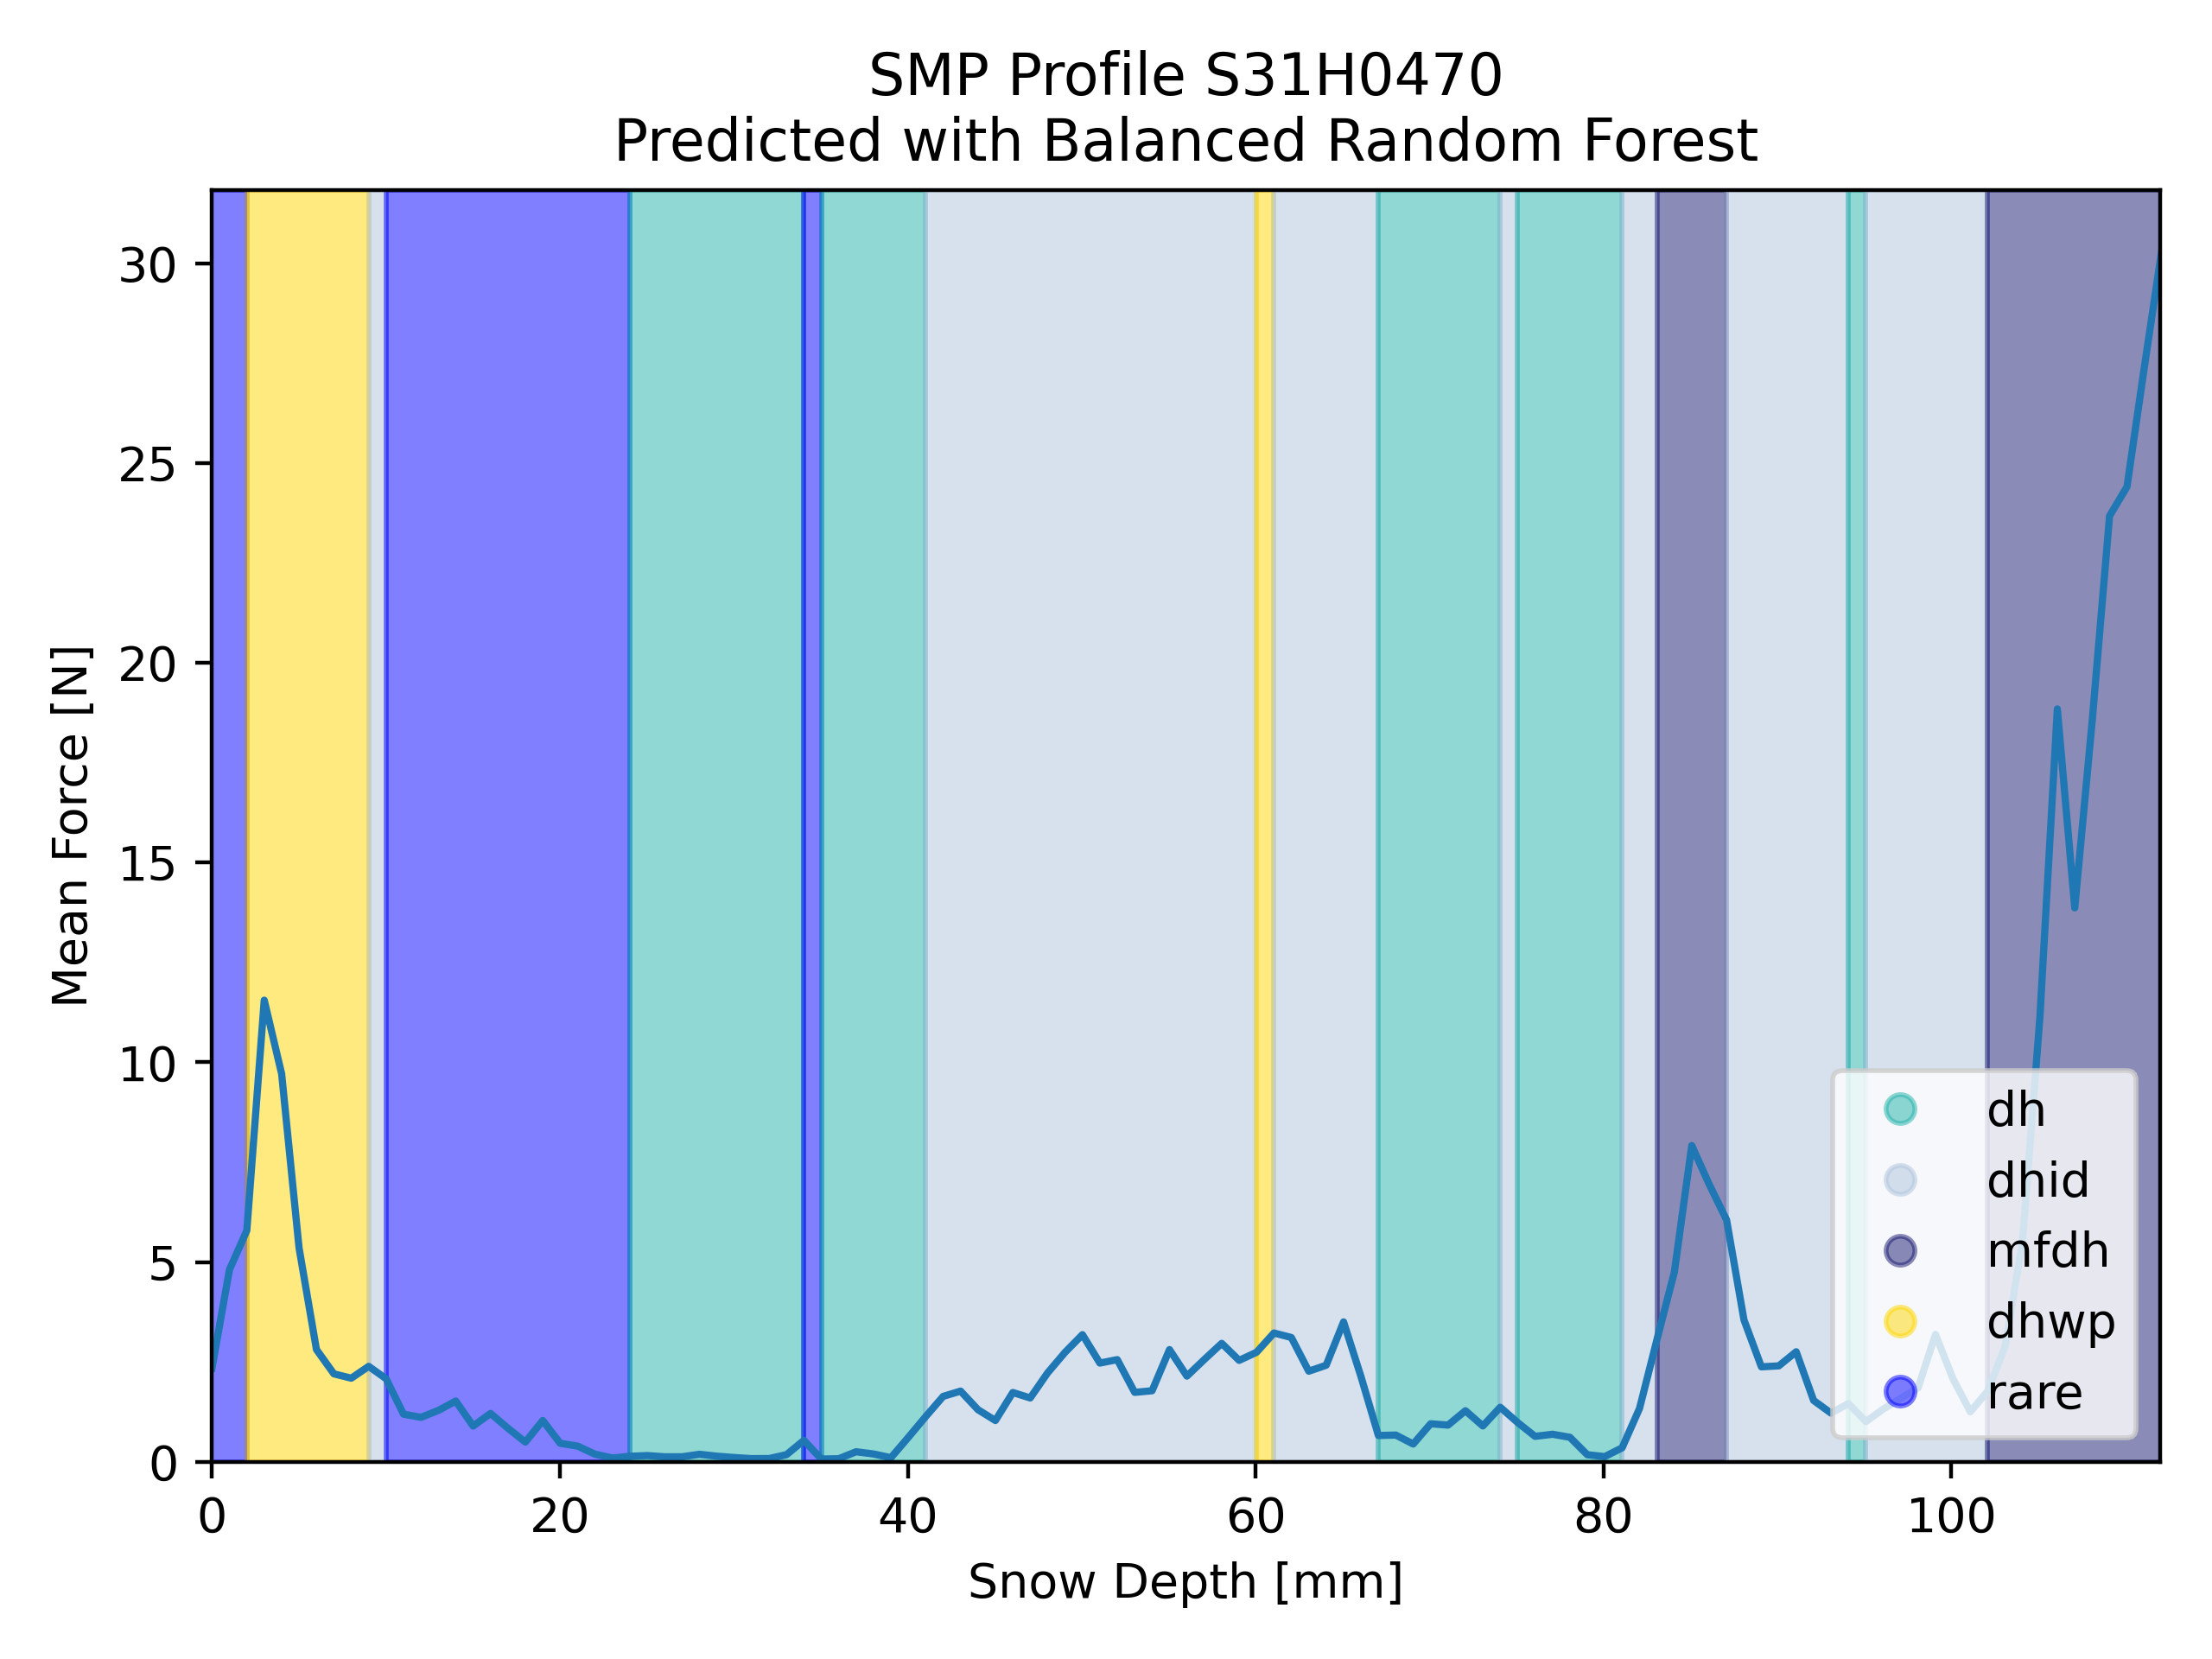 SMP Profile S31H0470
Predicted with Balanced Random Forest
30
25
20
15
10
5
0
Mean Force [N]
0 20 40 60 80 100
Snow Depth [mm]
dh
dhid
mfdh
dhwp
rare